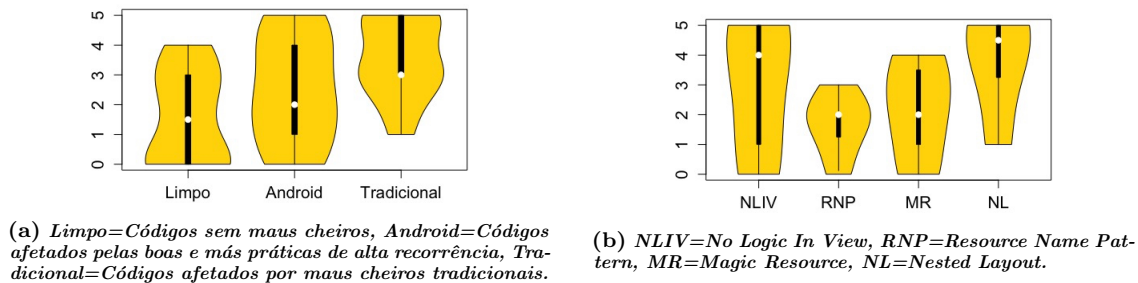 5
4
3
2
1
0
Limpo Android Tradicional
(a) Limpo=Códigos sem maus cheiros, Android=Códigos
afetados pelas boas e más práticas de alta recorrência, Tra-
dicional=Códigos afetados por maus cheiros tradicionais.
5
4
3
2
1
0
NLIV RNP MR NL
(b) NLIV=No Logic In View, RNP=Resource Name Pat-
tern, MR=Magic Resource, NL=Nested Layout.